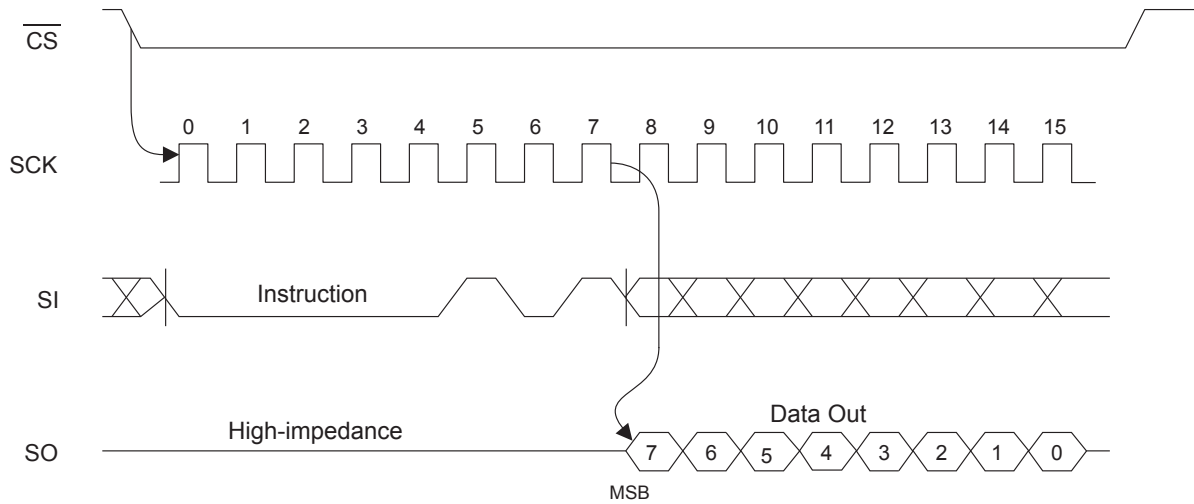 CS
0 1 2 3 4 5 6 7 8 9 10 11 12 13 14 15
SCK
SI
Instruction
Data Out
High-impedance
SO
7 6 5 4 3 2 1 0
MSB